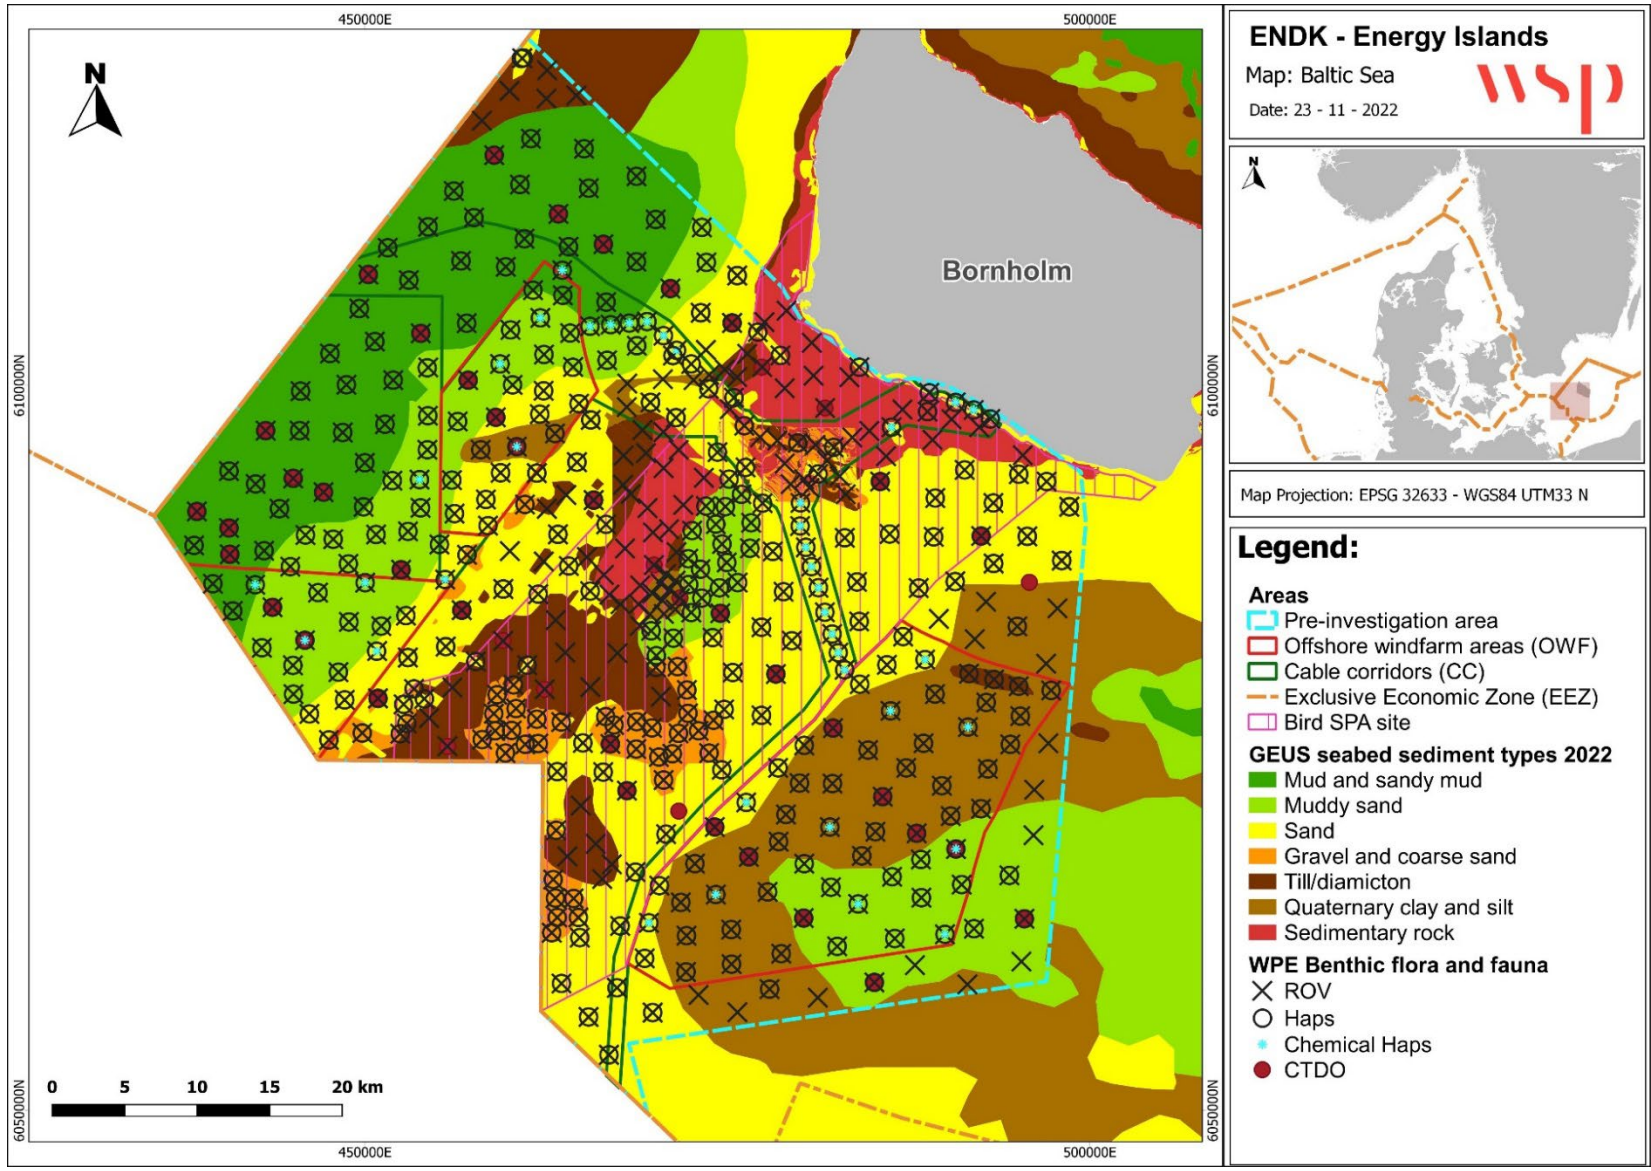 450000E
500000E
N
Bornholm
6100000N
6100000N
0 5 10 15 20 km
6050000N
6050000N
450000E
500000E
ENDK - Energy Islands
Map: Baltic Sea
Date: 23 - 11 - 2022
wsp
N
Map Projection: EPSG 32633 - WGS84 UTM33 N
Legend:
Areas
Pre-investigation area
Offshore windfarm areas (OWF)
Cable corridors (CC)
Exclusive Economic Zone (EEZ)
Bird SPA site
GEUS seabed sediment types 2022
Mud and sandy mud
Muddy sand
Sand
Gravel and coarse sand
Till/diamicton
Quaternary clay and silt
Sedimentary rock
WPE Benthic flora and fauna
ROV
Haps
Chemical Haps
CTDO